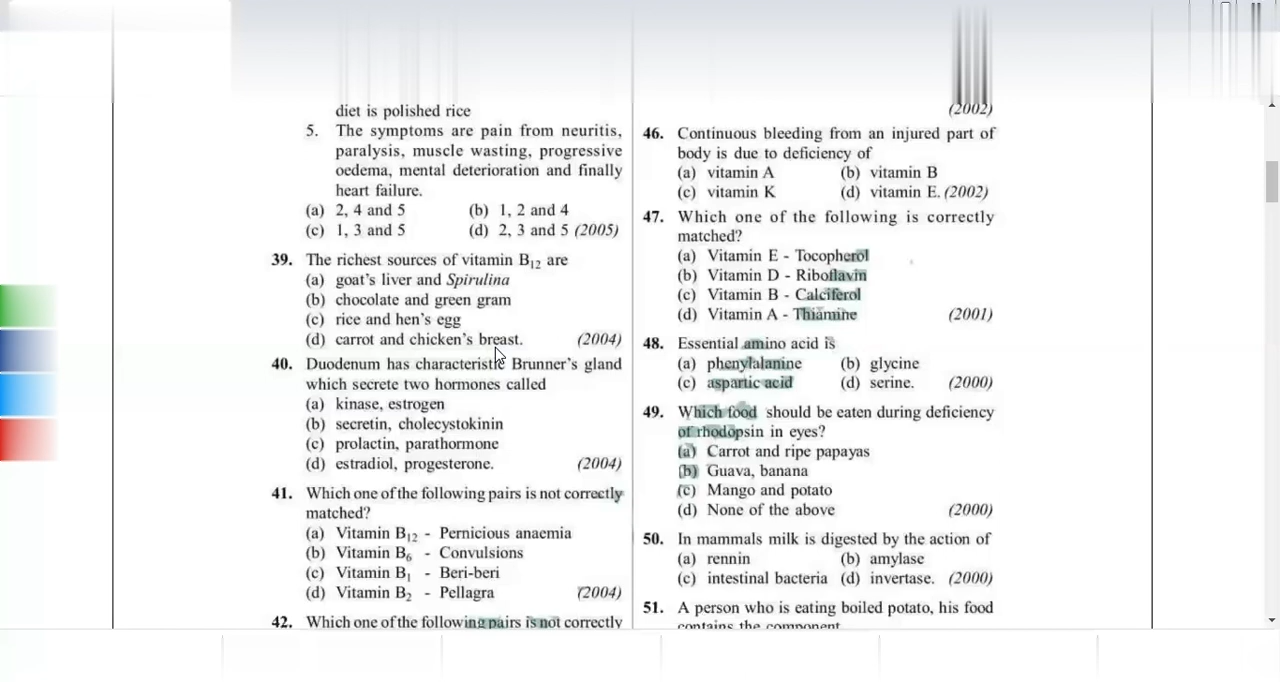 diet is polished rice
5. The symptoms are pain from neuritis,
paralysis, muscle wasting, progressive
oedema, mental deterioration and finally
heart failure.
(a) 2, 4 and 5 (b) 1, 2 and 4
(c) 1, 3 and 5 (d) 2, 3 and 5 (2005)
39. The richest sources of vitamin B12 are
(a) goat's liver and Spirulina
(b) chocolate and green gram
(c) rice and hen's egg
(d) carrot and chicken's breast. (2004)
40. Duodenum has characteristic Brunner's gland
which secrete two hormones called
(a) kinase, estrogen
(b) secretin, cholecystokinin
(c) prolactin, parathormone
(d) estradiol, progesterone. (2004)
41. Which one of the following pairs is not correctly
matched?
(a) Vitamin B12 - Pernicious anaemia
(b) Vitamin B6 - Convulsions
(c) Vitamin B1 - Beri-beri
(d) Vitamin B2 - Pellagra (2004)
42. Which one of the following pairs is not correctly
(2002)
46. Continuous bleeding from an injured part of
body is due to deficiency of
(a) vitamin A (b) vitamin B
(c) vitamin K (d) vitamin E. (2002)
47. Which one of the following is correctly
matched?
(a) Vitamin E - Tocopherol
(b) Vitamin D - Riboflavin
(c) Vitamin B - Calciferol
(d) Vitamin A - Thiamine (2001)
48. Essential amino acid is
(a) phenylalanine (b) glycine
(c) aspartic acid (d) serine. (2000)
49. Which food should be eaten during deficiency
of rhodopsin in eyes?
(a) Carrot and ripe papayas
(b) Guava, banana
(c) Mango and potato
(d) None of the above (2000)
50. In mammals milk is digested by the action of
(a) rennin (b) amylase
(c) intestinal bacteria (d) invertase. (2000)
51. A person who is eating boiled potato, his food
contains the component